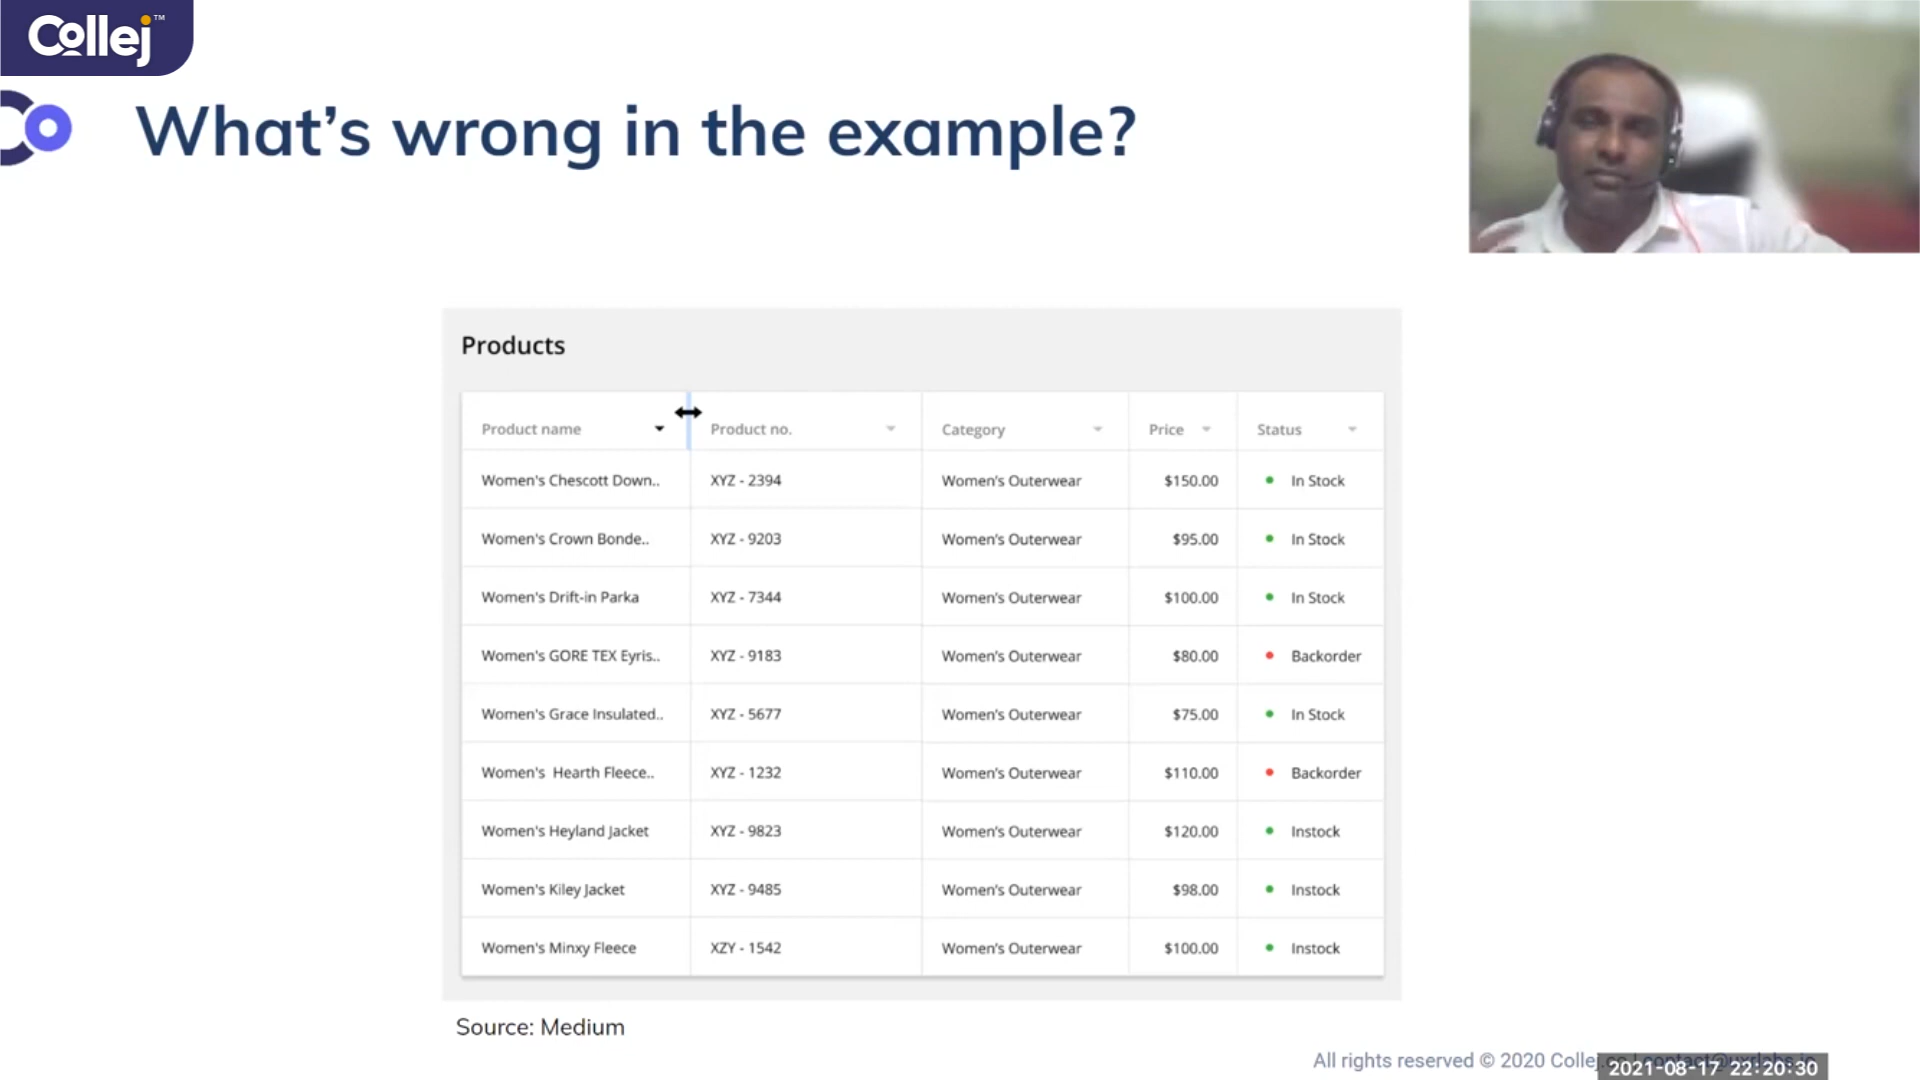 Collej™
What's wrong in the example?
Products
Product name Product no. Category Price Status
Women's Chescott Down.. XYZ - 2394 Women's Outerwear $150.00 In Stock
Women's Crown Bonde.. XYZ - 9203 Women's Outerwear $95.00 In Stock
Women's Drift-in Parka XYZ - 7344 Women's Outerwear $100.00 In Stock
Women's GORE TEX Eyris.. XYZ - 9183 Women's Outerwear $80.00 Backorder
Women's Grace Insulated.. XYZ - 5677 Women's Outerwear $75.00 In Stock
Women's Hearth Fleece.. XYZ - 1232 Women's Outerwear $110.00 Backorder
Women's Heyland Jacket XYZ - 9823 Women's Outerwear $120.00 Instock
Women's Kiley Jacket XYZ - 9485 Women's Outerwear $98.00 Instock
Women's Minxy Fleece XZY - 1542 Women's Outerwear $100.00 Instock
Source: Medium
All rights reserved © 2020
2021-08-17 22:20:30